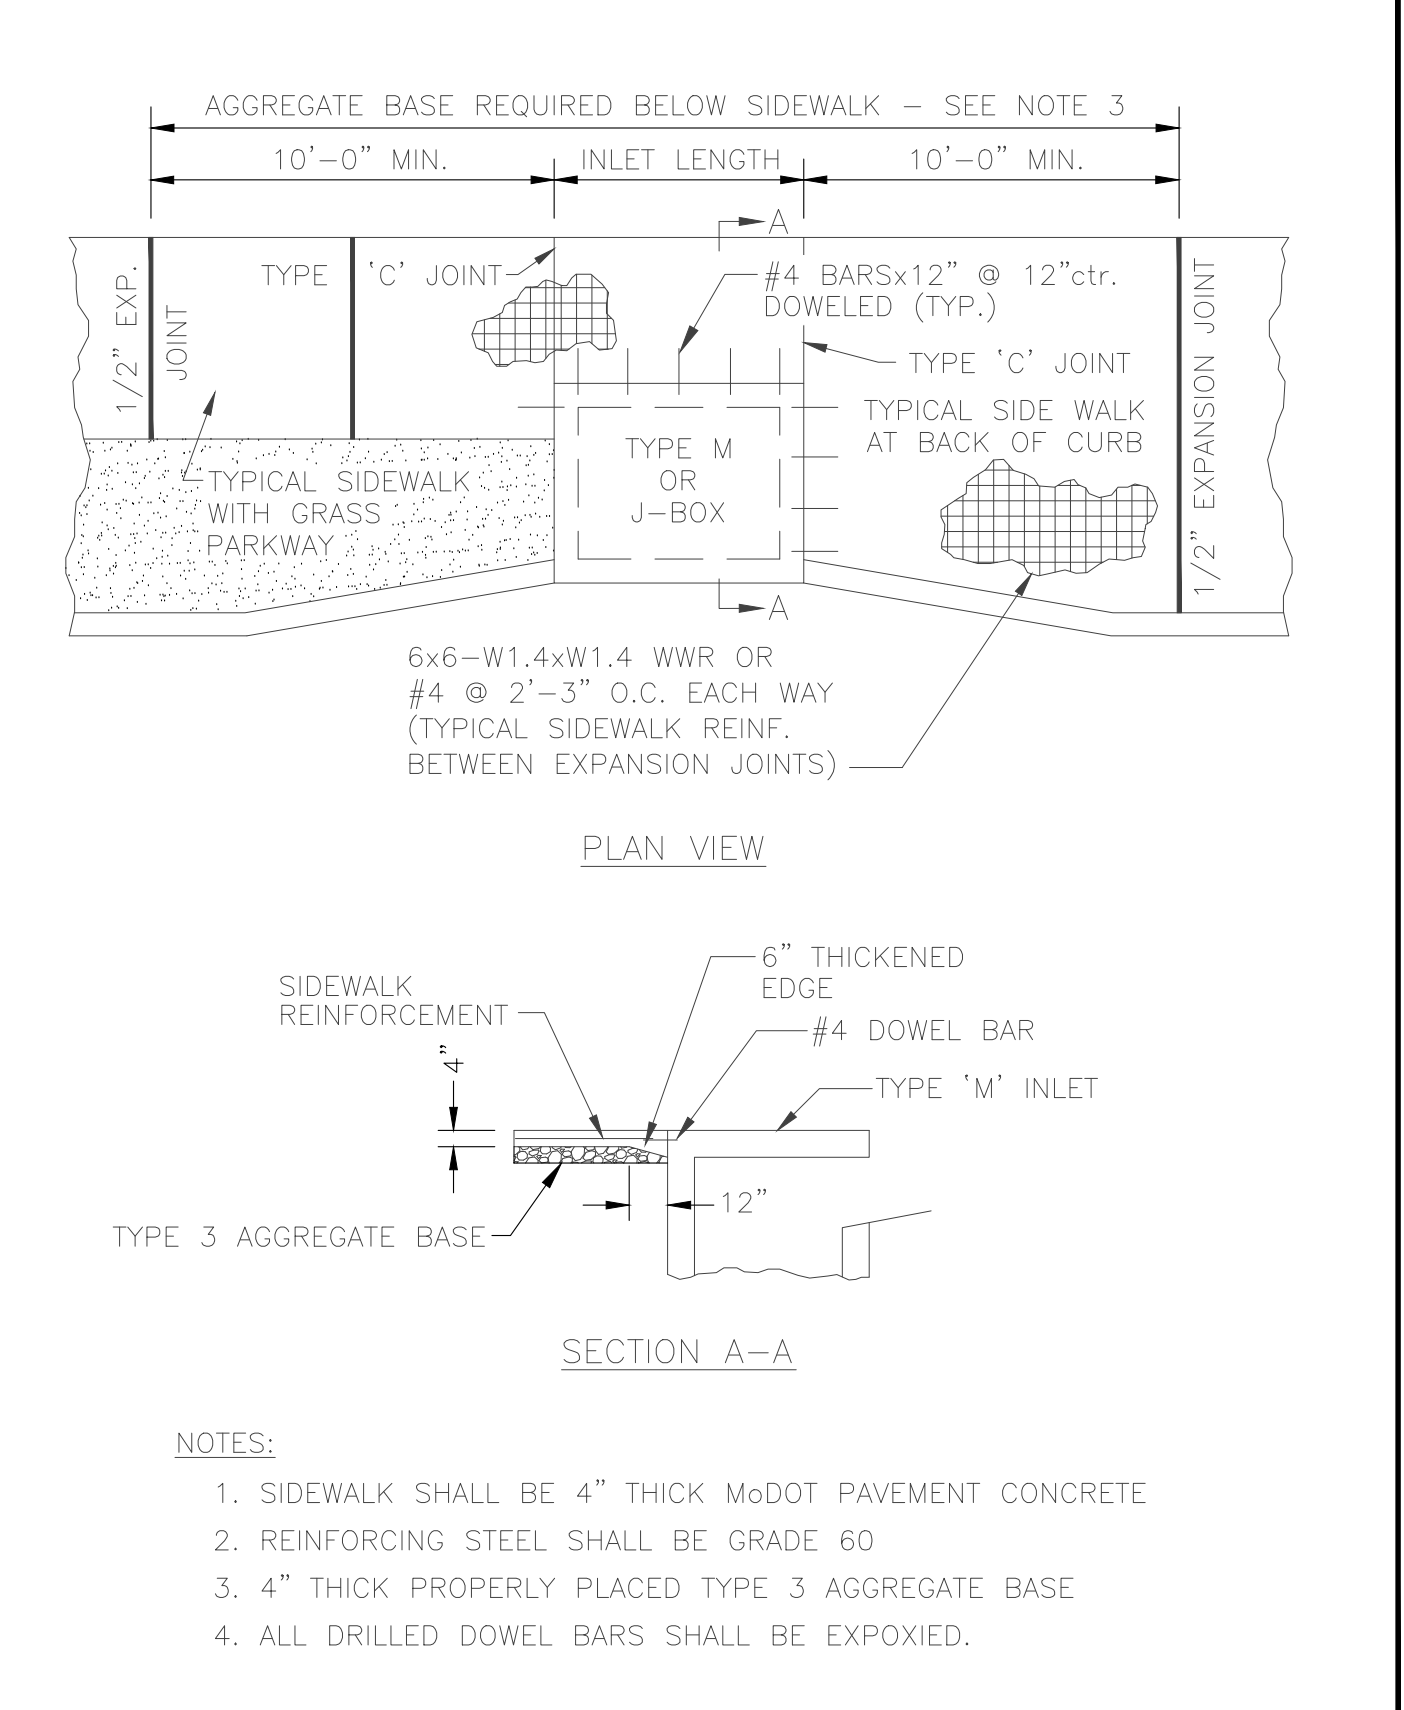 AGGREGATE BASE REQUIRED BELOW SIDEWALK – SEE NOTE 3
10'–0" MIN.
INLET LENGTH
10'–0" MIN.
A
1/2" EXP.
JOINT
TYPE 'C' JOINT
#4 BARSx12" @ 12"ctr.
DOWELED (TYP.)
TYPE 'C' JOINT
1/2" EXPANSION JOINT
TYPICAL SIDE WALK
AT BACK OF CURB
TYPE M
OR
J–BOX
TYPICAL SIDEWALK
WITH GRASS
PARKWAY
A
6x6–W1.4xW1.4 WWR OR
#4 @ 2'–3" O.C. EACH WAY
(TYPICAL SIDEWALK REINF.
BETWEEN EXPANSION JOINTS)
PLAN VIEW
6" THICKENED
EDGE
SIDEWALK
REINFORCEMENT
#4 DOWEL BAR
4"
TYPE 'M' INLET
12"
TYPE 3 AGGREGATE BASE
SECTION A–A
NOTES:
1. SIDEWALK SHALL BE 4" THICK MoDOT PAVEMENT CONCRETE
2. REINFORCING STEEL SHALL BE GRADE 60
3. 4" THICK PROPERLY PLACED TYPE 3 AGGREGATE BASE
4. ALL DRILLED DOWEL BARS SHALL BE EXPOXIED.